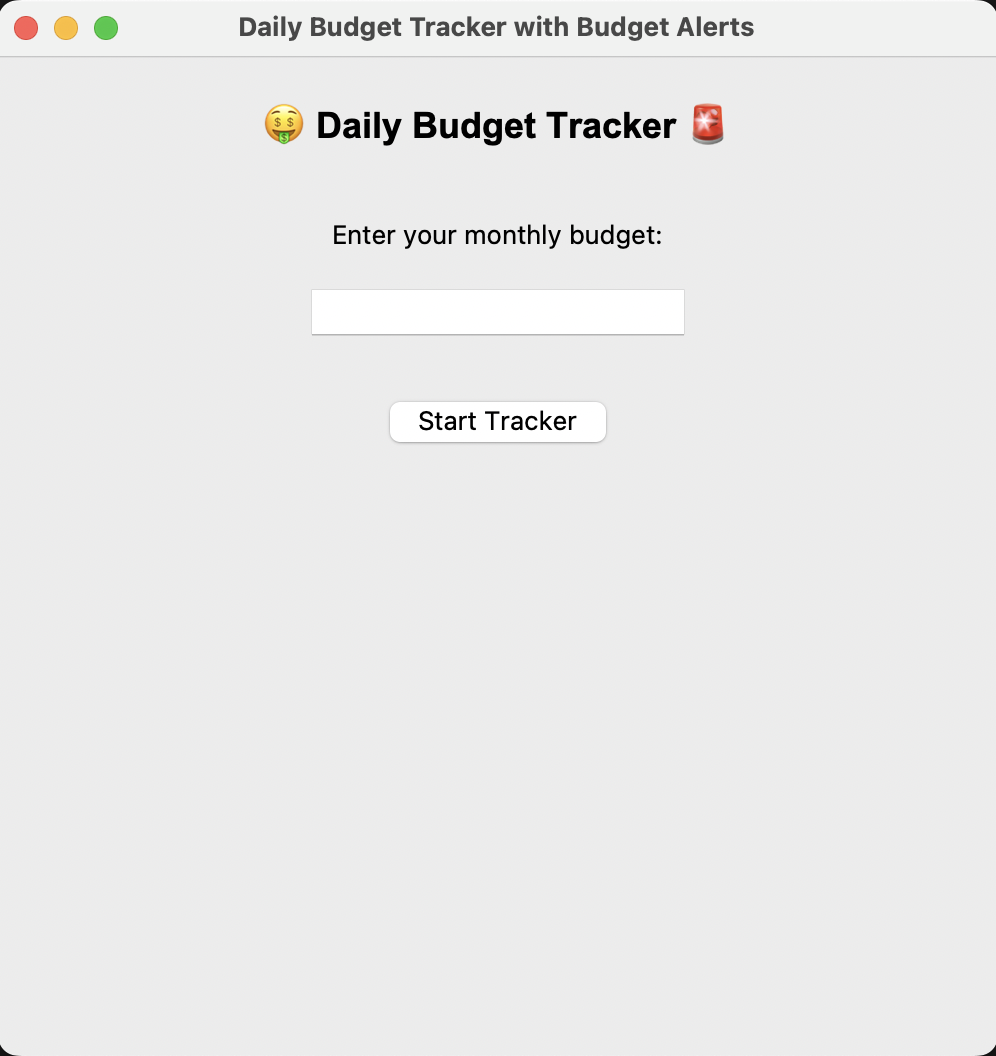 Daily Budget Tracker with Budget Alerts
🤑 Daily Budget Tracker 🚨
Enter your monthly budget:
Start Tracker